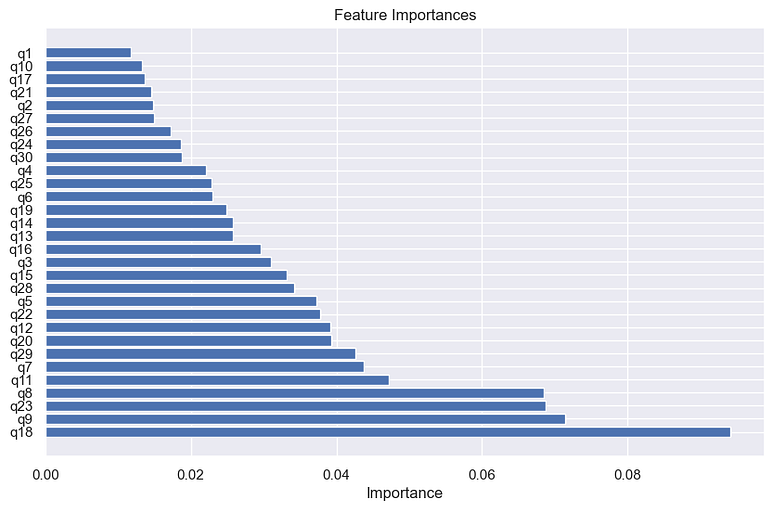 Feature Importances
q1
q10
q17
q21
q2
q27
q26
q24
q30
q4
q25
q6
q19
q14
q13
q16
q3
q15
q28
q5
q22
q12
q20
q29
q7
q11
q8
q23
q9
q18
0.00 0.02 0.04 0.06 0.08
Importance